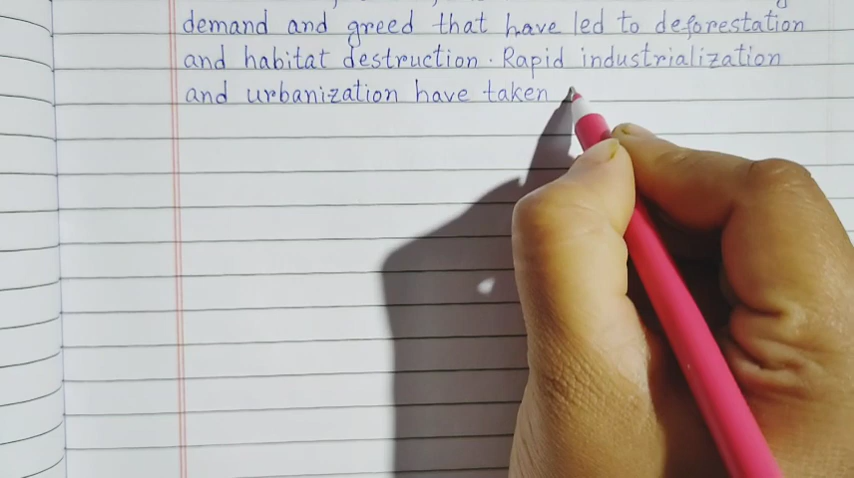 demand and greed that have led to deforestation
and habitat destruction. Rapid industrialization
and urbanization have taken